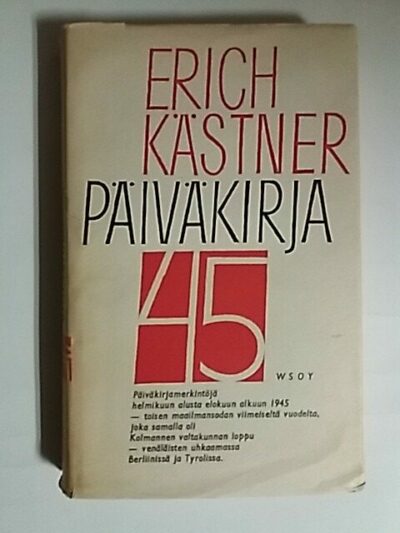 ERICH
KÄSTNER
PÄIVÄKIRJA
45
WSOY
Päiväkirjamerkintöjä
helmikuun alusta elokuun alkuun 1945
— toisen maailmansodan viimeiseltä vuodelta,
joka samalla oli
Kolmannen valtakunnan loppu
— venäläisten uhkaamassa
Berliinissä ja Tyrolissa.